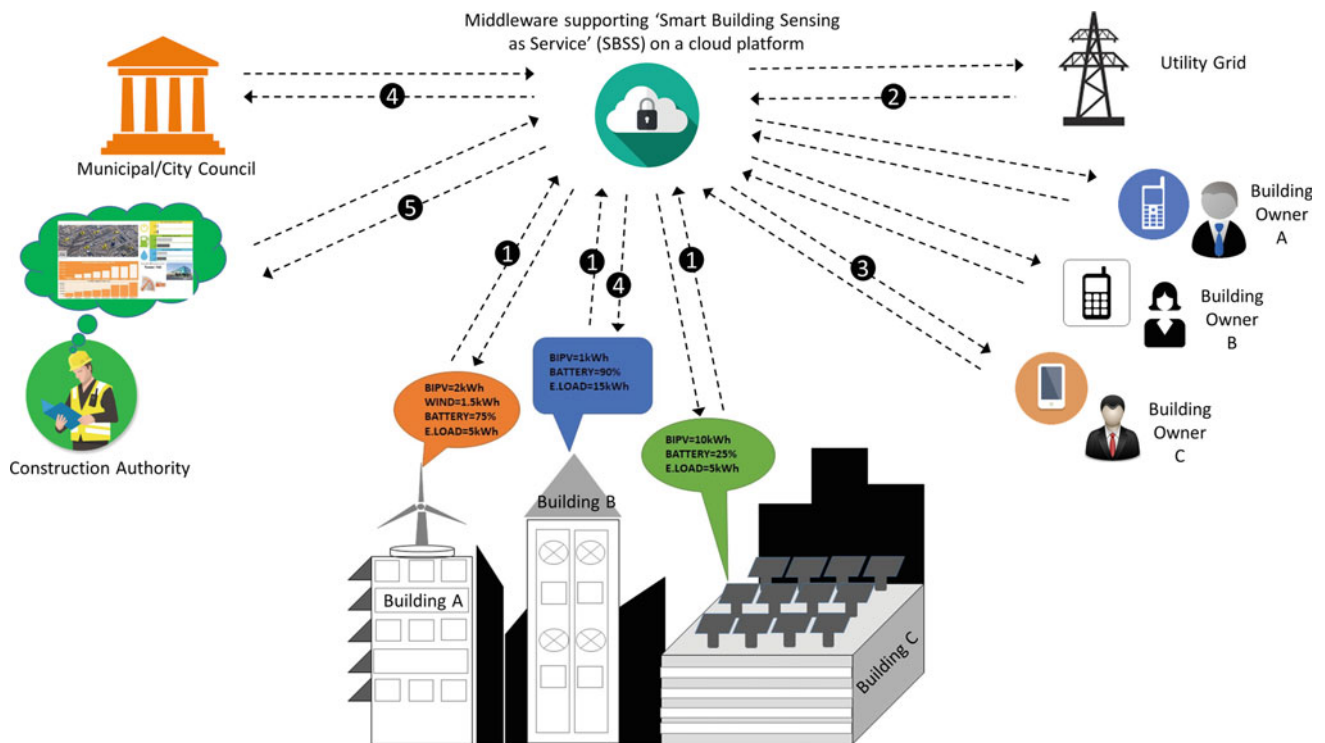 Middleware supporting ‘Smart Building Sensing
as Service’ (SBSS) on a cloud platform
Utility Grid
4
2
Municipal/City Council
5
Building
Owner
A
1
1
4
1
3
Building
Owner
B
BIPV=2kWh
WIND=1.5kWh
BATTERY=75%
E.LOAD=5kWh
BIPV=1kWh
BATTERY=90%
E.LOAD=15kWh
BIPV=10kWh
BATTERY=25%
E.LOAD=5kWh
Building
Owner
C
Construction Authority
Building B
Building A
Building C